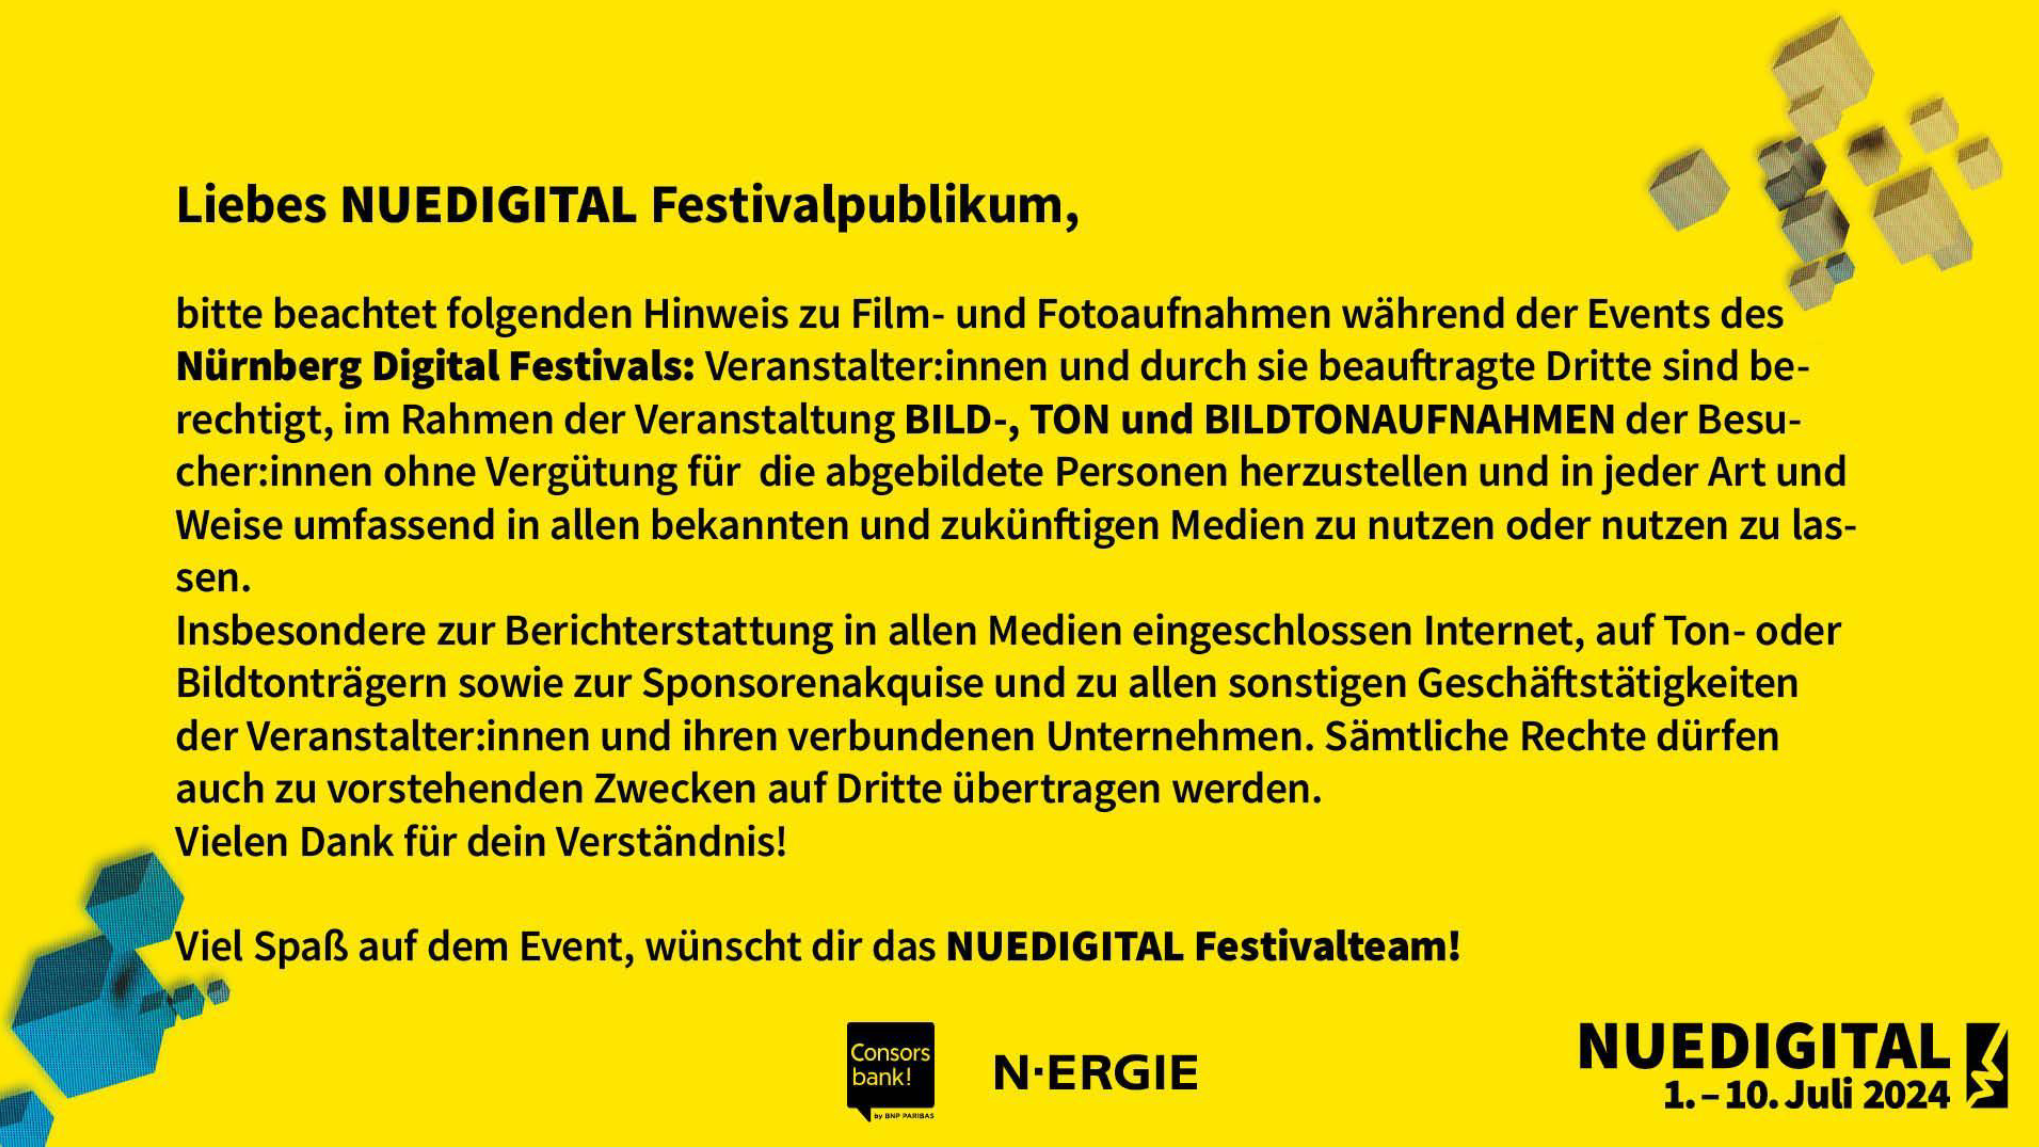 Liebes NUEDIGITAL Festivalpublikum,
bitte beachtet folgenden Hinweis zu Film- und Fotoaufnahmen während der Events des
Nürnberg Digital Festivals: Veranstalter:innen und durch sie beauftragte Dritte sind be-
rechtigt, im Rahmen der Veranstaltung BILD-, TON und BILDTONAUFNAHMEN der Besu-
cher:innen ohne Vergütung für die abgebildete Personen herzustellen und in jeder Art und
Weise umfassend in allen bekannten und zukünftigen Medien zu nutzen oder nutzen zu las-
sen.
Insbesondere zur Berichterstattung in allen Medien eingeschlossen Internet, auf Ton- oder
Bildtonträgern sowie zur Sponsorenakquise und zu allen sonstigen Geschäftstätigkeiten
der Veranstalter:innen und ihren verbundenen Unternehmen. Sämtliche Rechte dürfen
auch zu vorstehenden Zwecken auf Dritte übertragen werden.
Vielen Dank für dein Verständnis!
Viel Spaß auf dem Event, wünscht dir das NUEDIGITAL Festivalteam!
Consors
bank!
by BNP PARIBAS
N·ERGIE
NUEDIGITAL
1. – 10. Juli 2024